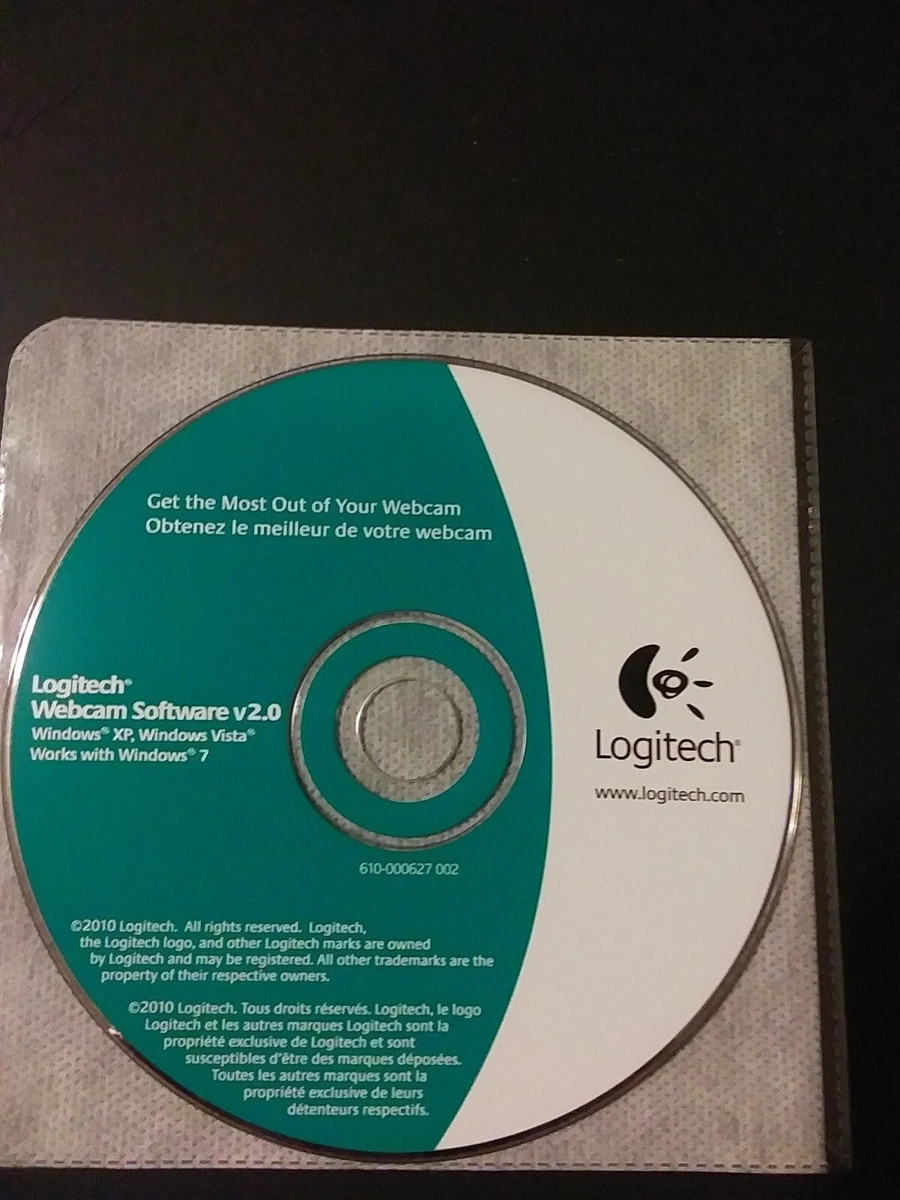 Get the Most Out of Your Webcam
Obtenez le meilleur de votre webcam
Logitech®
Webcam Software v2.0
Windows® XP, Windows Vista®
Works with Windows® 7
Logitech®
www.logitech.com
610-000627 002
©2010 Logitech. All rights reserved. Logitech,
the Logitech logo, and other Logitech marks are owned
by Logitech and may be registered. All other trademarks are the
property of their respective owners.
©2010 Logitech. Tous droits réservés. Logitech, le logo
Logitech et les autres marques Logitech sont la
propriété exclusive de Logitech et sont
susceptibles d'être des marques déposées.
Toutes les autres marques sont la
propriété exclusive de leurs
détenteurs respectifs.